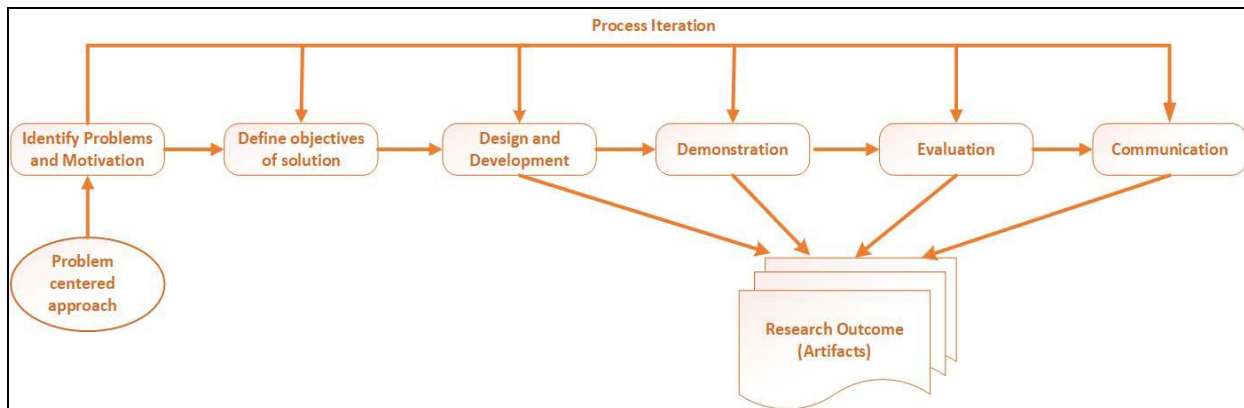 Process Iteration
Identify Problems
and Motivation
Define objectives
of solution
Design and
Development
Demonstration
Evaluation
Communication
Problem
centered
approach
Research Outcome
(Artifacts)